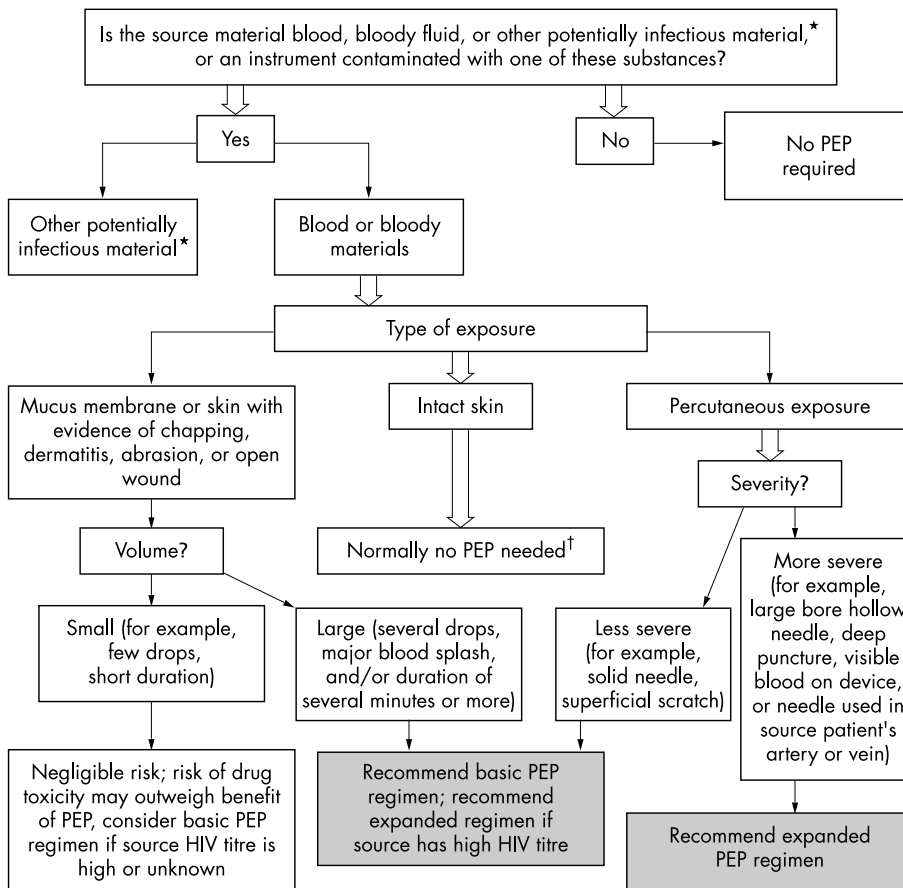 Is the source material blood, bloody fluid, or other potentially infectious material,★
or an instrument contaminated with one of these substances?
Yes
No
No PEP
required
Other potentially
infectious material★
Blood or bloody
materials
Type of exposure
Mucus membrane or skin with
evidence of chapping,
dermatitis, abrasion, or open
wound
Intact skin
Percutaneous exposure
Severity?
Volume?
Normally no PEP needed†
More severe
(for example,
large bore hollow
needle, deep
puncture, visible
blood on device,
or needle used in
source patient's
artery or vein)
Small (for example,
few drops,
short duration)
Large (several drops,
major blood splash,
and/or duration of
several minutes or more)
Less severe
(for example,
solid needle,
superficial scratch)
Negligible risk; risk of drug
toxicity may outweigh benefit
of PEP, consider basic PEP
regimen if source HIV titre is
high or unknown
Recommend basic PEP
regimen; recommend
expanded regimen if
source has high HIV titre
Recommend expanded
PEP regimen